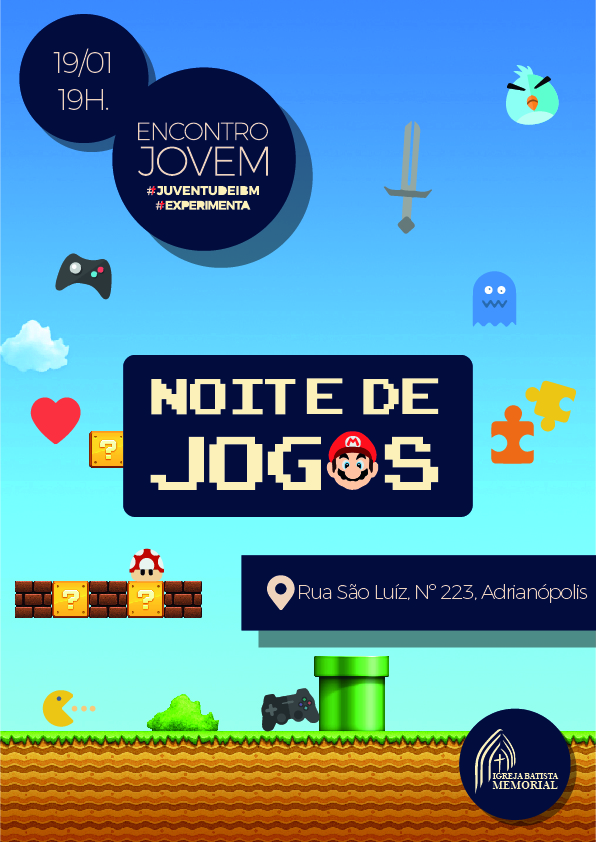 19/01
19H.
ENCONTRO
JOVEM
#JUVENTUDEIBM
#EXPERIMENTA
NOITE DE
JOGOS
?
Rua São Luíz, Nº 223, Adrianópolis
? ?
IGREJA BATISTA
MEMORIAL